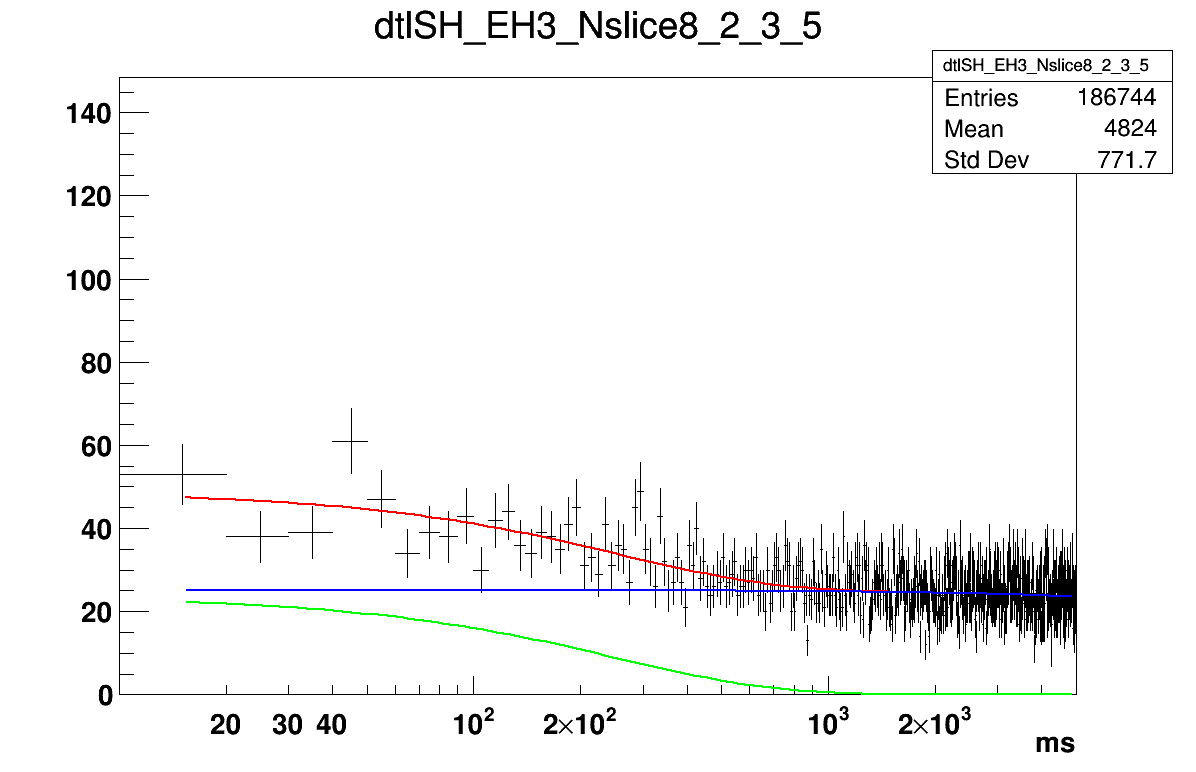 dtlSH_EH3_Nslice8_2_3_5
dtlSH_EH3_Nslice8_2_3_5
Entries 186744
Mean 4824
Std Dev 771.7
140
120
100
80
60
40
20
0
20 30 40 10² 2×10² 10³ 2×10³
ms